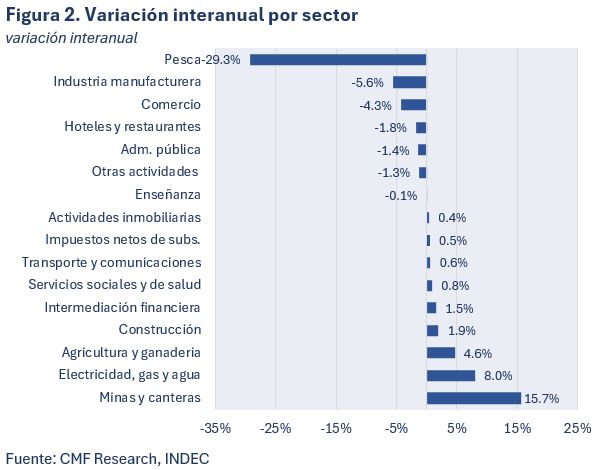 Figura 2. Variación interanual por sector
variación interanual
Pesca -29.3%
Industria manufacturera -5.6%
Comercio -4.3%
Hoteles y restaurantes -1.8%
Adm. pública -1.4%
Otras actividades -1.3%
Enseñanza -0.1%
Actividades inmobiliarias 0.4%
Impuestos netos de subs. 0.5%
Transporte y comunicaciones 0.6%
Servicios sociales y de salud 0.8%
Intermediación financiera 1.5%
Construcción 1.9%
Agricultura y ganaderia 4.6%
Electricidad, gas y agua 8.0%
Minas y canteras 15.7%
-35% -25% -15% -5% 5% 15% 25%
Fuente: CMF Research, INDEC